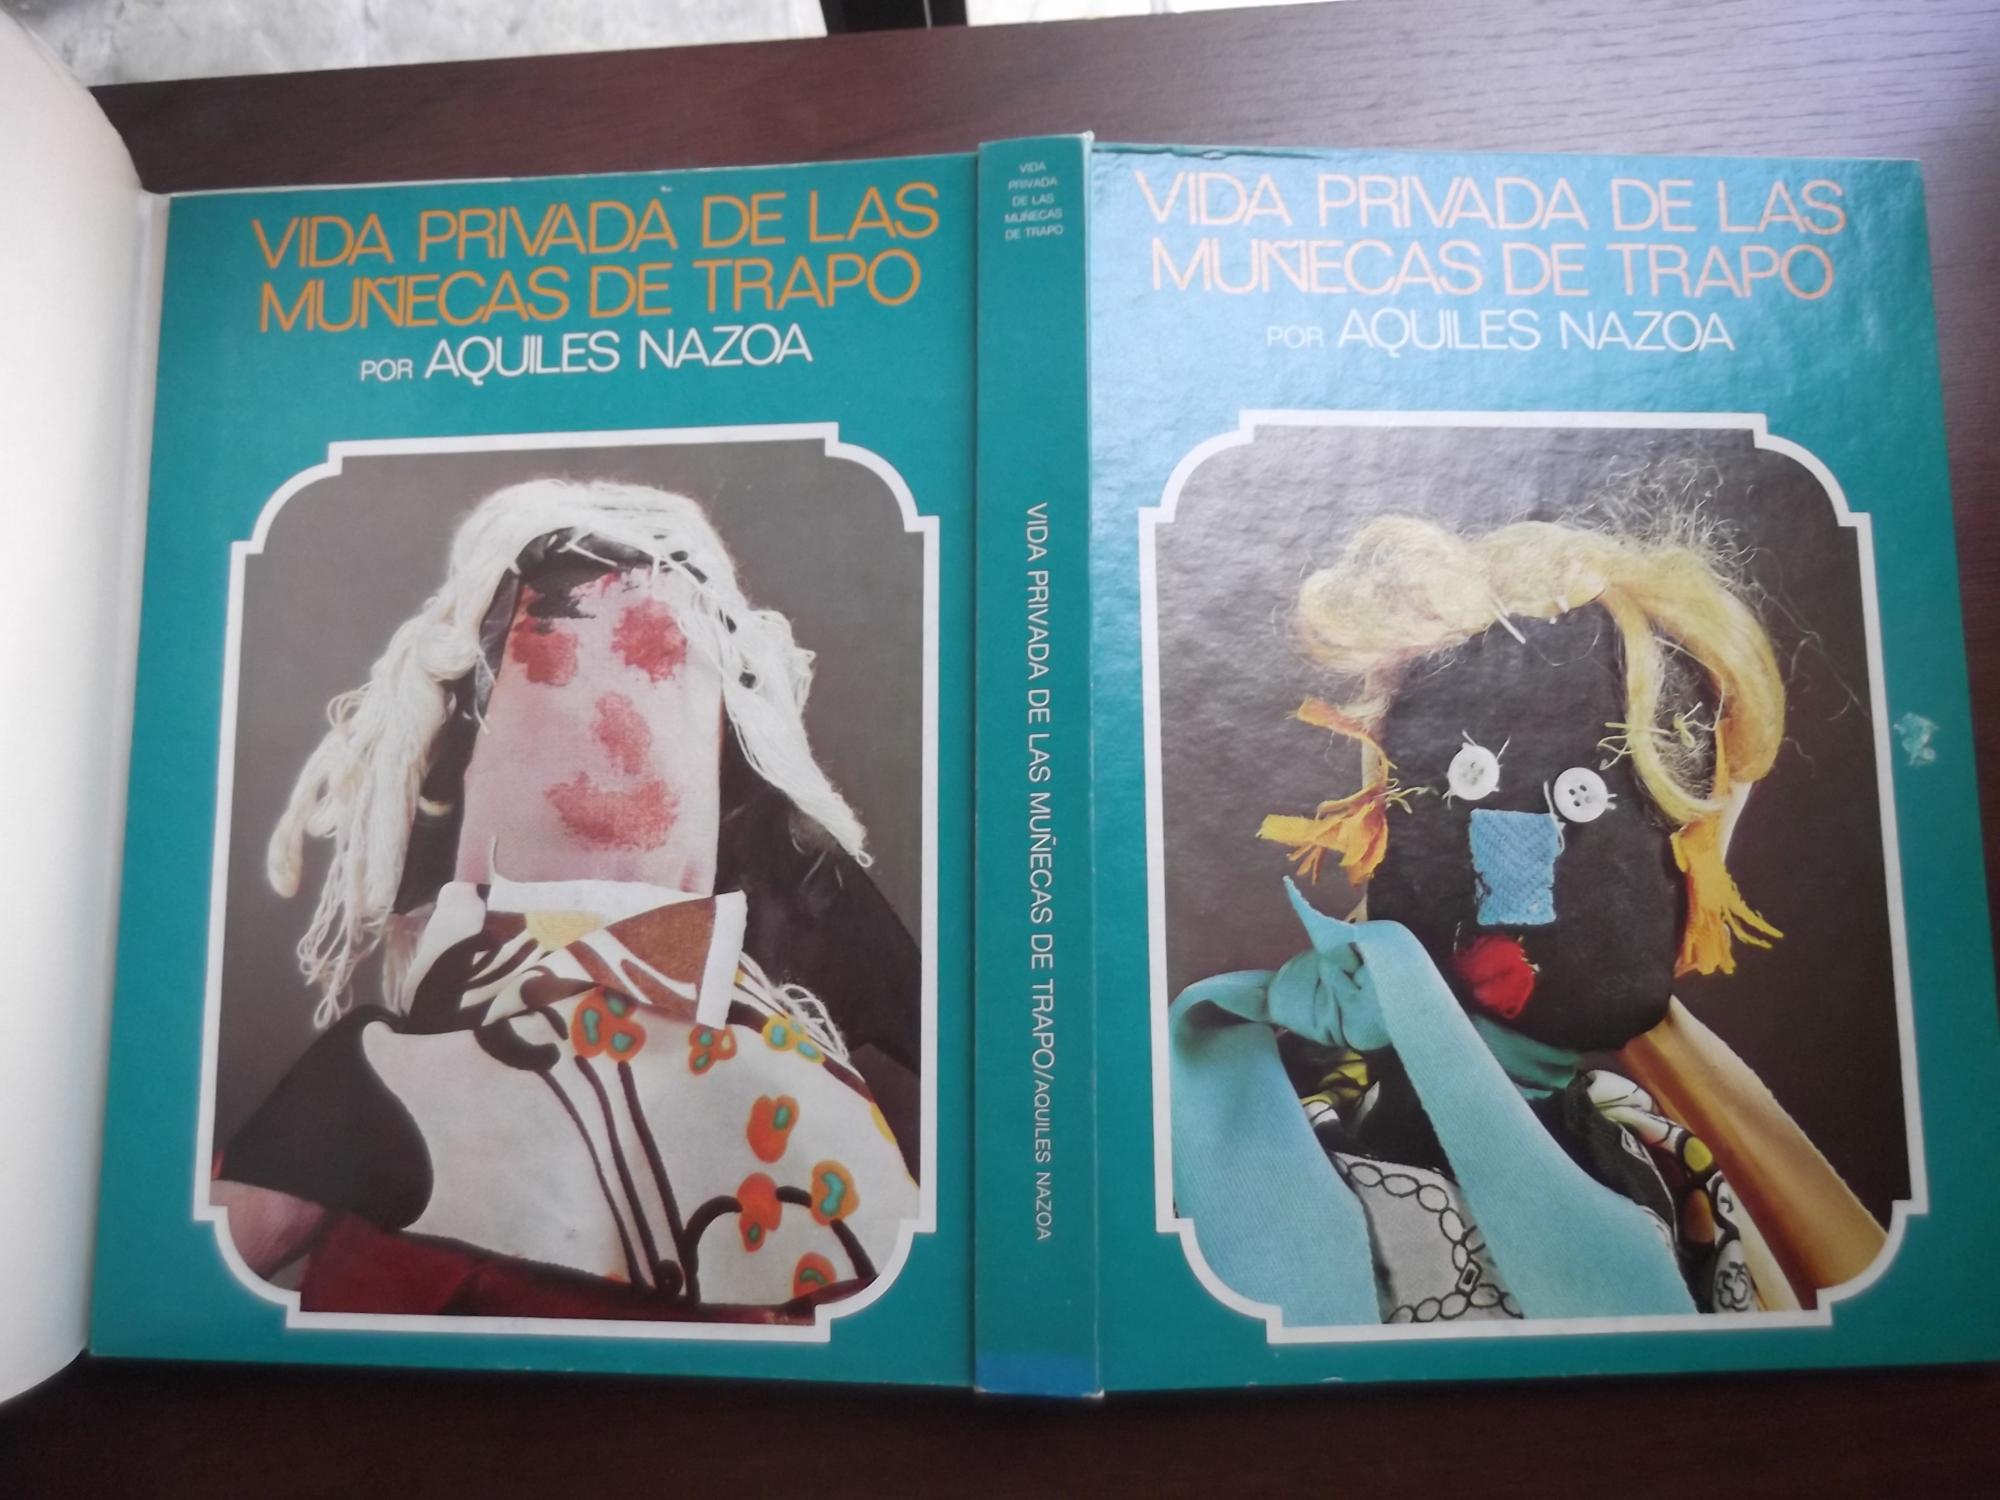 VIDA PRIVADA DE LAS
MUÑECAS DE TRAPO
POR AQUILES NAZOA
VIDA
PRIVADA
DE LAS
MUÑECAS
DE TRAPO
VIDA PRIVADA DE LAS MUÑECAS DE TRAPO/AQUILES NAZOA
VIDA PRIVADA DE LAS
MUÑECAS DE TRAPO
POR AQUILES NAZOA